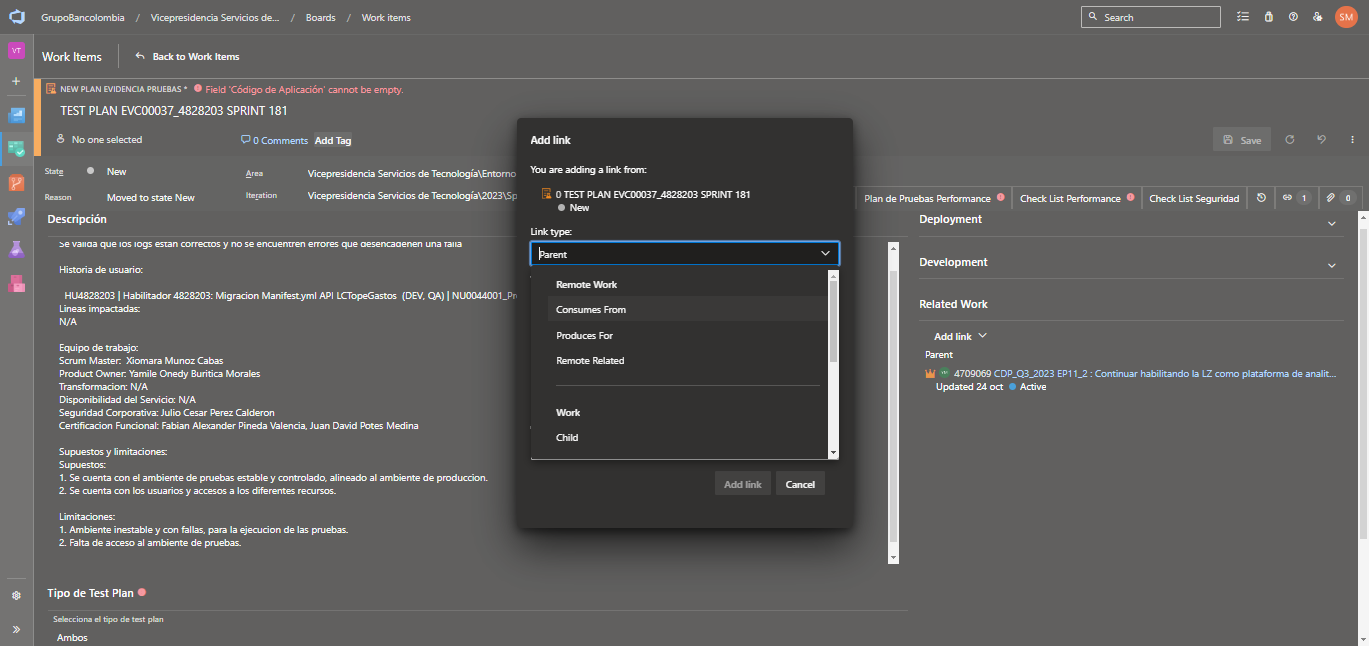 GrupoBancolombia / Vicepresidencia Servicios de... / Boards / Work items
Search
SM
VT
Work Items
Back to Work Items
NEW PLAN EVIDENCIA PRUEBAS * Field 'Código de Aplicación' cannot be empty.
TEST PLAN EVC00037_4828203 SPRINT 181
No one selected
0 Comments
Add Tag
Save
State
New
Area
Vicepresidencia Servicios de Tecnología\Entorno
Reason
Moved to state New
Iteration
Vicepresidencia Servicios de Tecnología\2023\Sp
Plan de Pruebas Performance
Check List Performance
Check List Seguridad
1
0
Descripción
Se valida que los logs estan correctos y no se encuentren errores que desencadenen una falla
Historia de usuario:
HU4828203 | Habilitador 4828203: Migracion Manifest.yml API LCTopeGastos (DEV, QA) | NU0044001_Pr
Lineas impactadas:
N/A
Equipo de trabajo:
Scrum Master: Xiomara Munoz Cabas
Product Owner: Yamile Onedy Buritica Morales
Transformacion: N/A
Disponibilidad del Servicio: N/A
Seguridad Corporativa: Julio Cesar Perez Calderon
Certificacion Funcional: Fabian Alexander Pineda Valencia, Juan David Potes Medina
Supuestos y limitaciones:
Supuestos:
1. Se cuenta con el ambiente de pruebas estable y controlado, alineado al ambiente de produccion.
2. Se cuenta con los usuarios y accesos a los diferentes recursos.
Limitaciones:
1. Ambiente inestable y con fallas, para la ejecucion de las pruebas.
2. Falta de acceso al ambiente de pruebas.
Tipo de Test Plan
Selecciona el tipo de test plan
Ambos
Add link
You are adding a link from:
0 TEST PLAN EVC00037_4828203 SPRINT 181
New
Link type:
Parent
Remote Work
Consumes From
Produces For
Remote Related
Work
Child
Add link
Cancel
Deployment
Development
Related Work
Add link
Parent
4709069 CDP_Q3_2023 EP11_2 : Continuar habilitando la LZ como plataforma de analit...
Updated 24 oct
Active